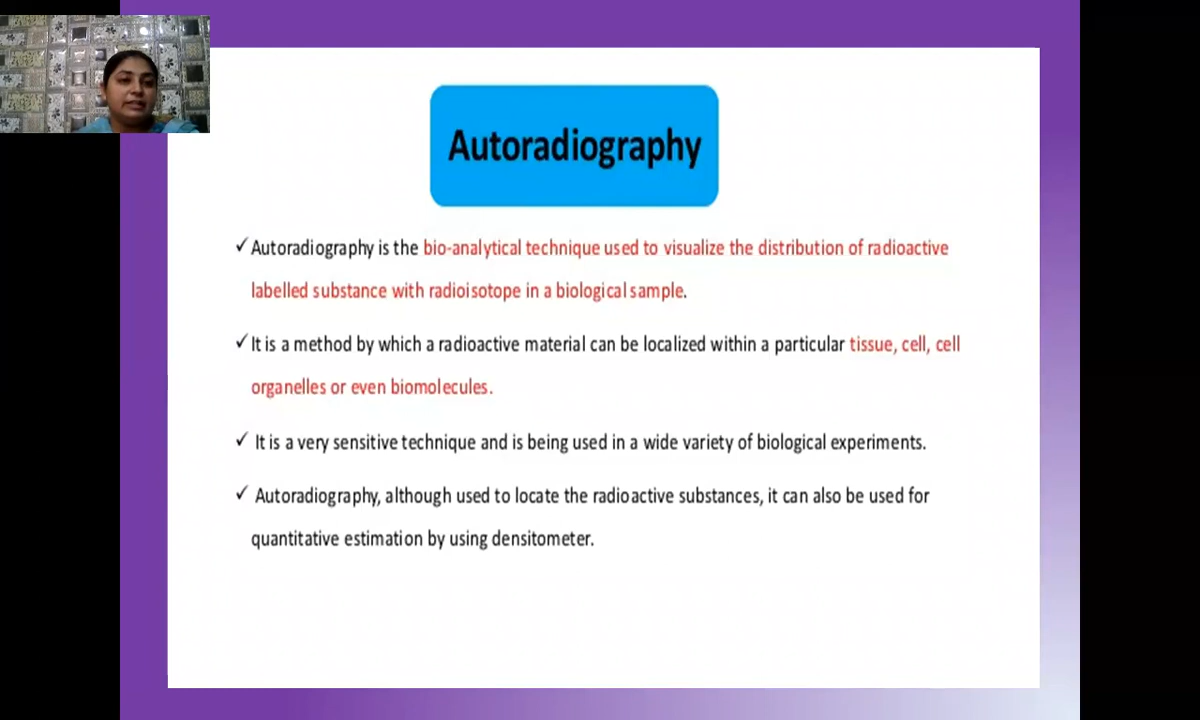 Autoradiography
✓ Autoradiography is the bio-analytical technique used to visualize the distribution of radioactive
labelled substance with radioisotope in a biological sample.
✓ It is a method by which a radioactive material can be localized within a particular tissue, cell, cell
organelles or even biomolecules.
✓ It is a very sensitive technique and is being used in a wide variety of biological experiments.
✓ Autoradiography, although used to locate the radioactive substances, it can also be used for
quantitative estimation by using densitometer.